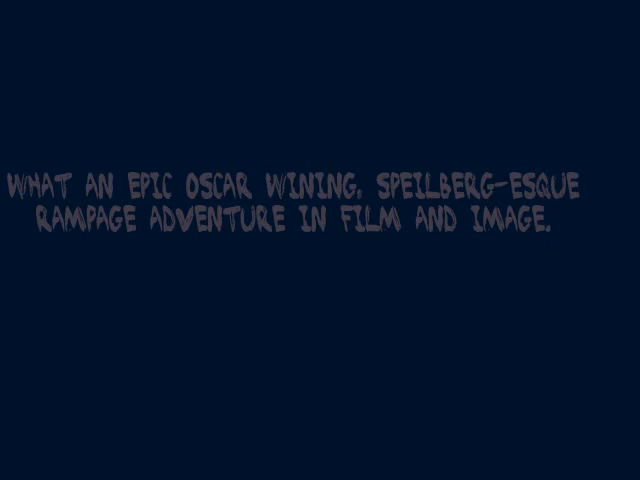 WHAT AN EPIC OSCAR WINING, SPEILBERG-ESQUE
RAMPAGE ADVENTURE IN FILM AND IMAGE.